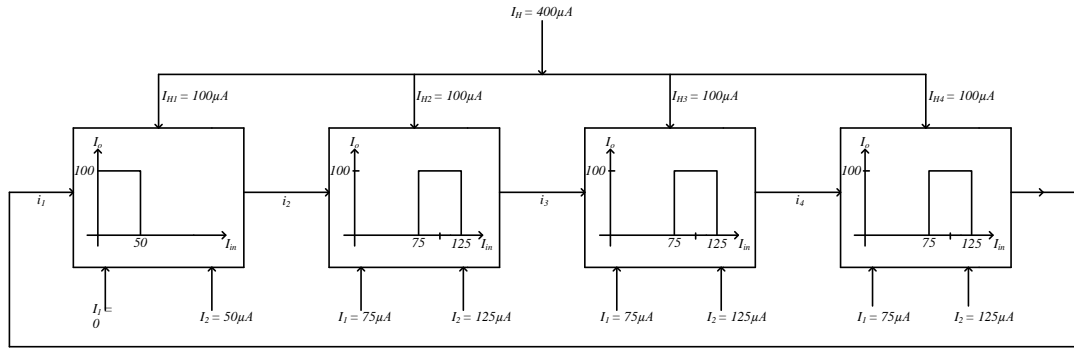 I_H = 400μA
I_H1 = 100μA
I_H2 = 100μA
I_H3 = 100μA
I_H4 = 100μA
I_o
100
50
I_in
I_o
100
75
125
I_in
I_o
100
75
125
I_in
I_o
100
75
125
I_in
i_1
i_2
i_3
i_4
I_1 =
0
I_2 = 50μA
I_1 = 75μA
I_2 = 125μA
I_1 = 75μA
I_2 = 125μA
I_1 = 75μA
I_2 = 125μA